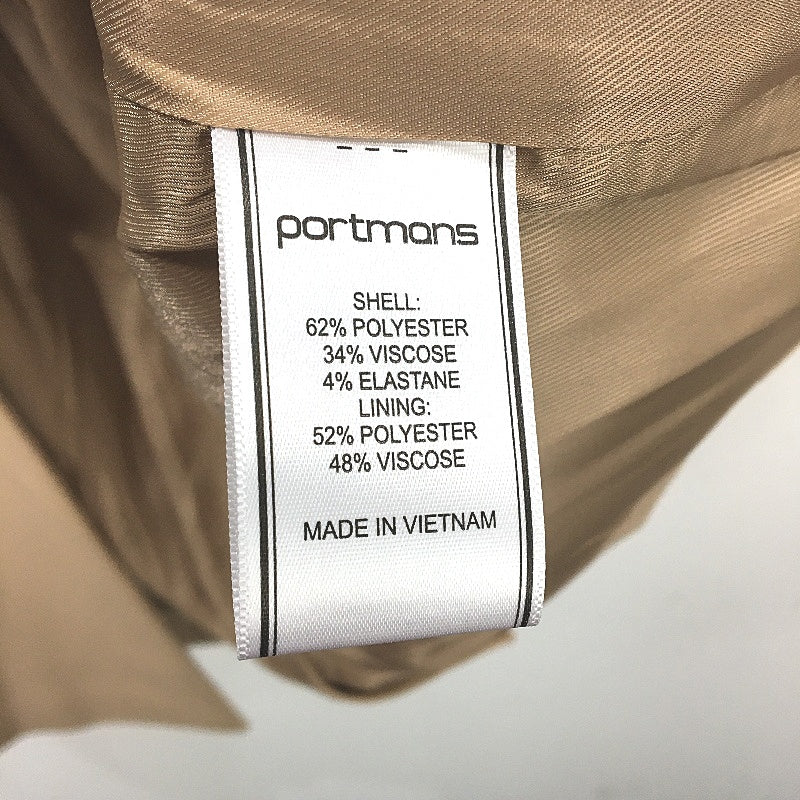 portmans
SHELL:
62% POLYESTER
34% VISCOSE
4% ELASTANE
LINING:
52% POLYESTER
48% VISCOSE
MADE IN VIETNAM